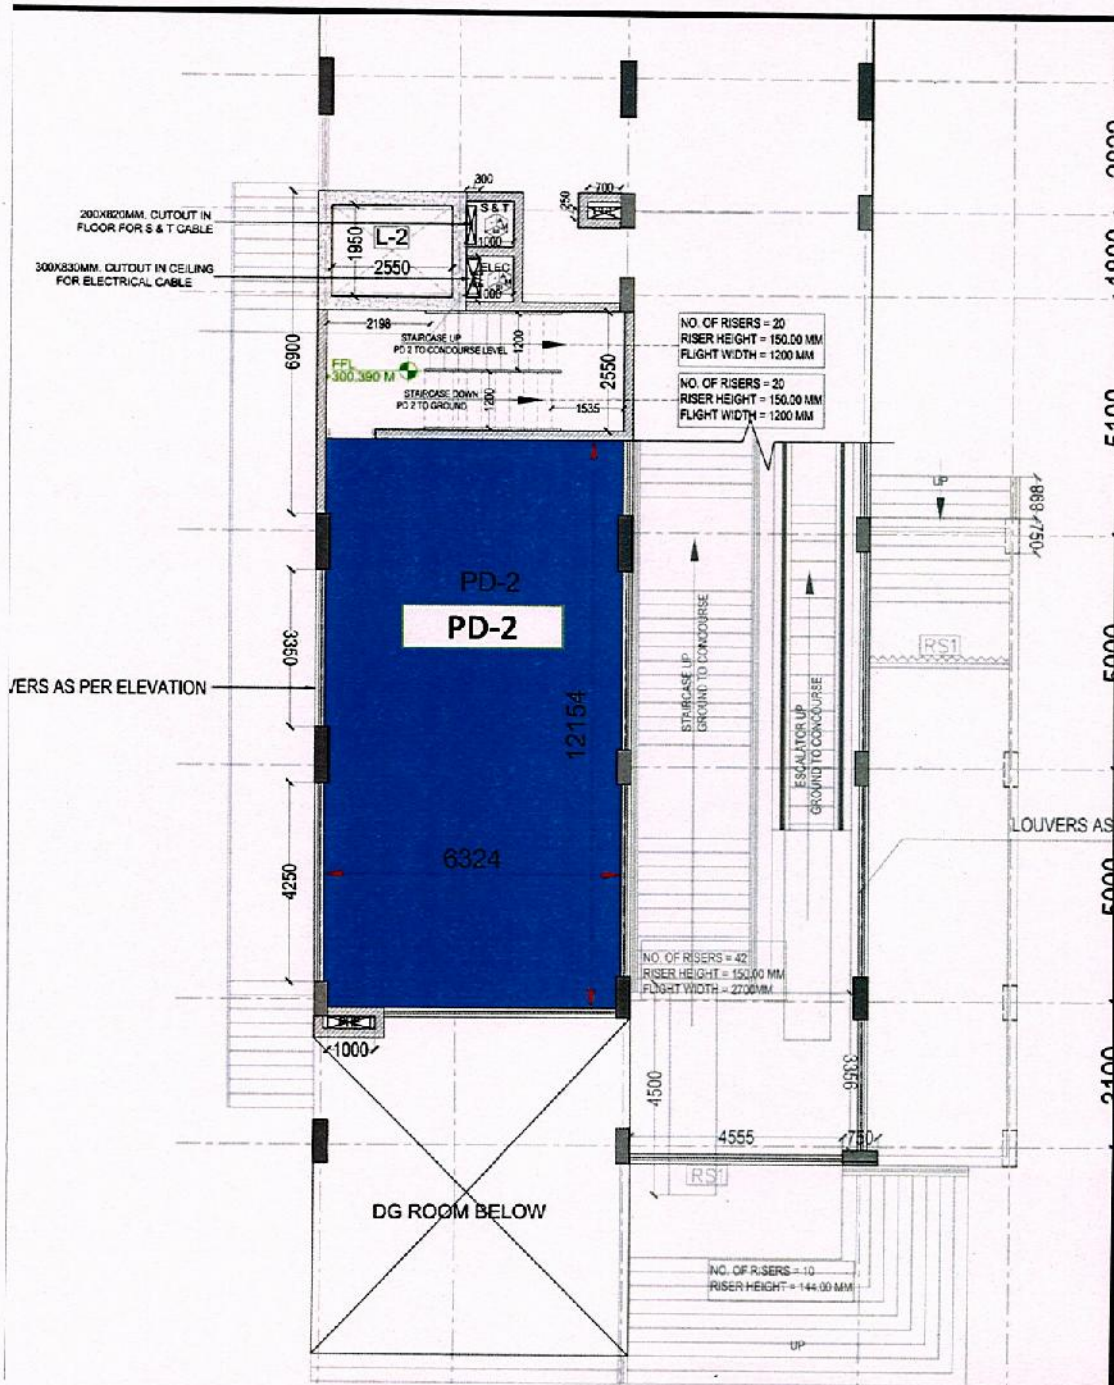 300
700
250
200X820MM. CUTOUT IN
FLOOR FOR S & T CABLE
S & T
1000
1950
L-2
2550
300X830MM. CUTOUT IN CEILING
FOR ELECTRICAL CABLE
ELEC
2198
STAIRCASE UP
PD 2 TO CONCOURSE LEVEL
1200
NO. OF RISERS = 20
RISER HEIGHT = 150.00 MM
FLIGHT WIDTH = 1200 MM
6900
FFL
+300.390 M
2550
STAIRCASE DOWN
PD 2 TO GROUND
1200
1535
NO. OF RISERS = 20
RISER HEIGHT = 150.00 MM
FLIGHT WIDTH = 1200 MM
5100
UP
868
750
PD-2
PD-2
3350
STAIRCASE UP
GROUND TO CONCOURSE
RS1
5000
VERS AS PER ELEVATION
12154
ESCALATOR UP
GROUND TO CONCOURSE
LOUVERS AS
6324
4250
5000
NO. OF RISERS = 42
RISER HEIGHT = 150.00 MM
FLIGHT WIDTH = 2700MM
1000
4500
3356
4555
750
RS1
DG ROOM BELOW
NO. OF RISERS = 10
RISER HEIGHT = 144.00 MM
UP